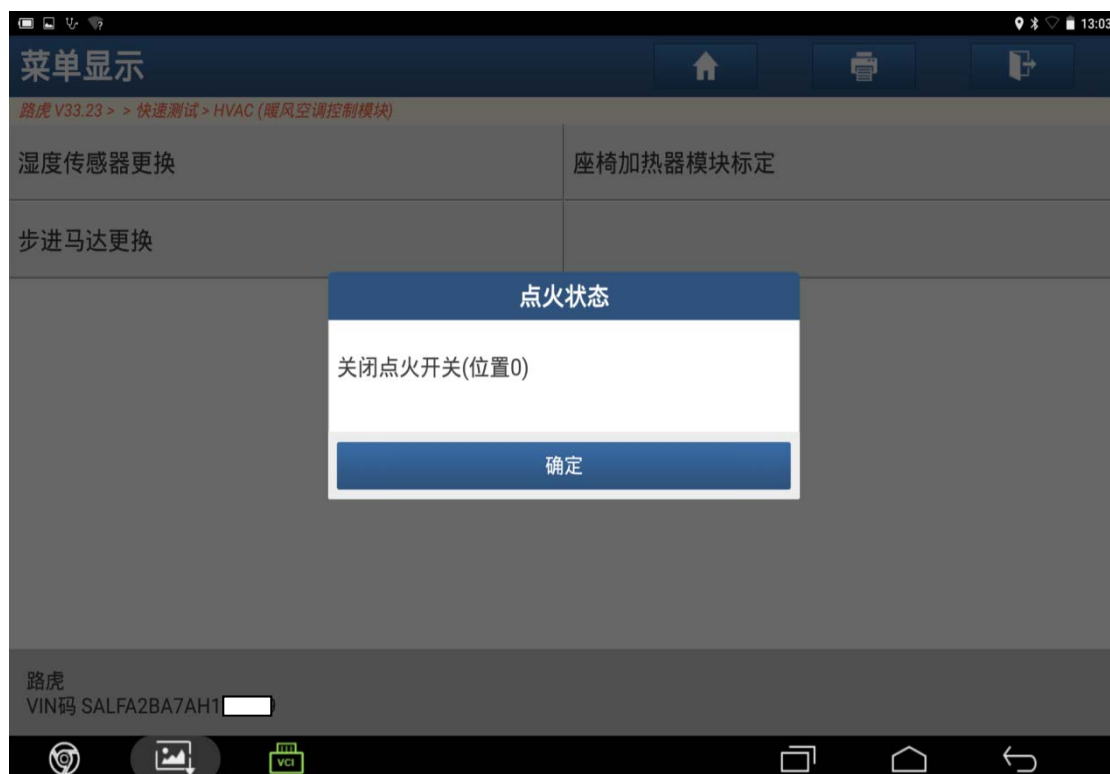 13:03
菜单显示
路虎 V33.23 > > 快速测试 > HVAC (暖风空调控制模块)
湿度传感器更换
座椅加热器模块标定
步进马达更换
点火状态
关闭点火开关(位置0)
确定
路虎
VIN码 SALFA2BA7AH1
VCI